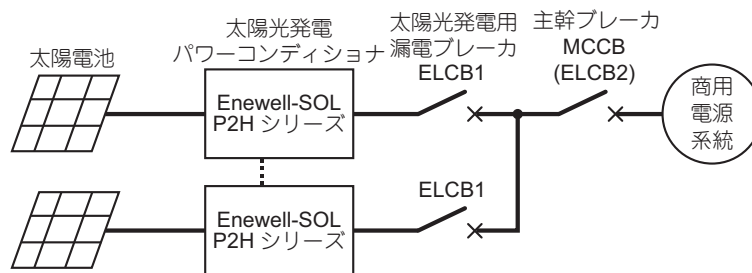 太陽電池
太陽光発電
パワーコンディショナ
太陽光発電用
漏電ブレーカ
ELCB1
主幹ブレーカ
MCCB
(ELCB2)
Enewell-SOL
P2H シリーズ
商用
電源
系統
Enewell-SOL
P2H シリーズ
ELCB1